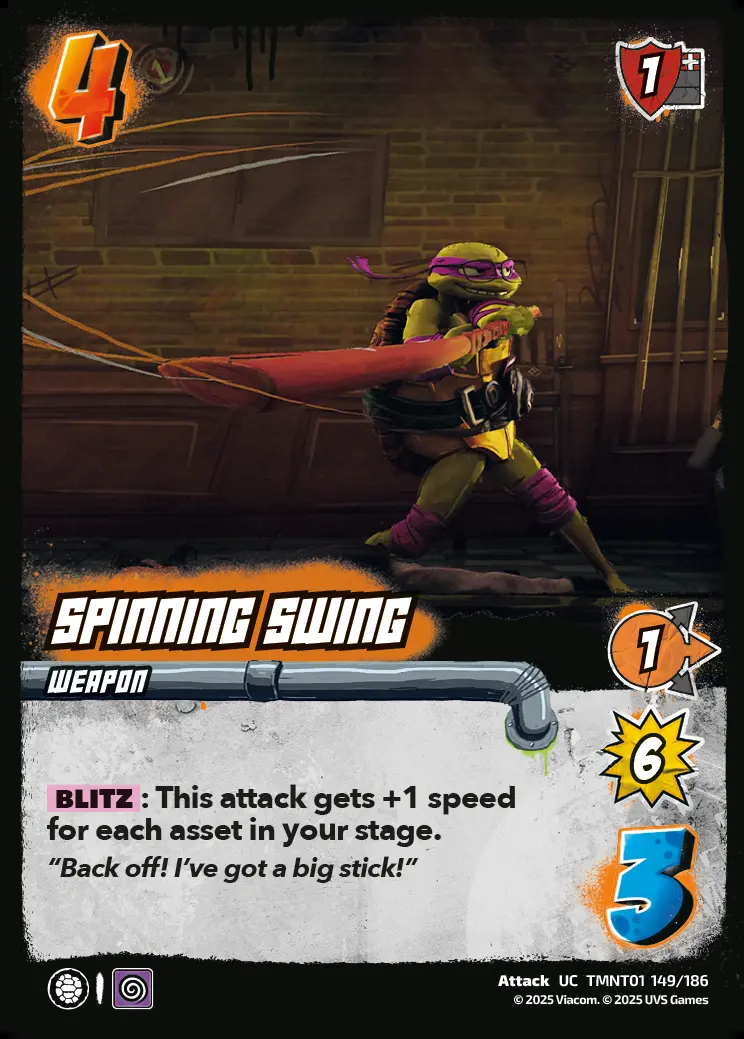 4
1
SPINNING SWING
WEAPON
1
6
BLITZ : This attack gets +1 speed
for each asset in your stage.
“Back off! I’ve got a big stick!”
3
Attack UC TMNT01 149/186
© 2025 Viacom. © 2025 UVS Games